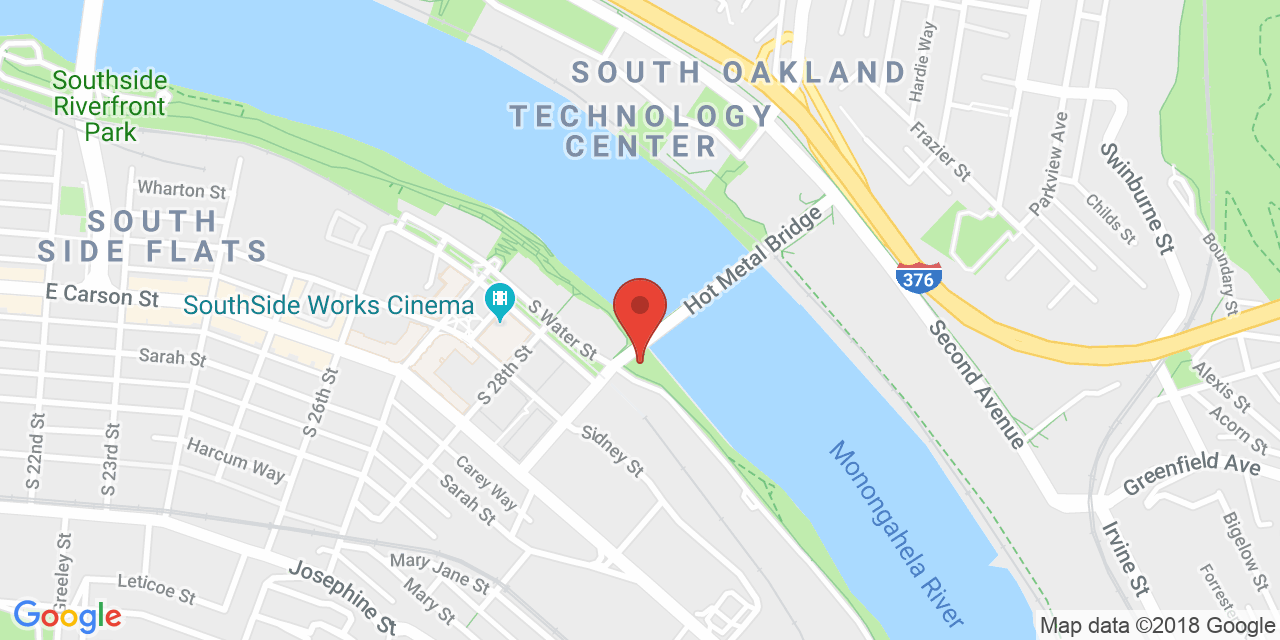 Southside
Riverfront
Park
SOUTH OAKLAND
TECHNOLOGY
CENTER
Hardie Way
Frazier St
Parkview Ave
Swinburne St
Childs St
Boundary St
Wharton St
SOUTH
SIDE FLATS
Hot Metal Bridge
376
E Carson St
SouthSide Works Cinema
S Water St
Second Avenue
Sarah St
S 28th St
S 26th St
Alexis St
Acorn St
S 22nd St
S 23rd St
Harcum Way
Sidney St
Carey Way
Sarah St
Monongahela River
Greenfield Ave
Irvine St
Bigelow St
Greeley St
Leticoe St
Josephine St
Mary Jane St
Mary St
Forreste
Google
Map data ©2018 Google